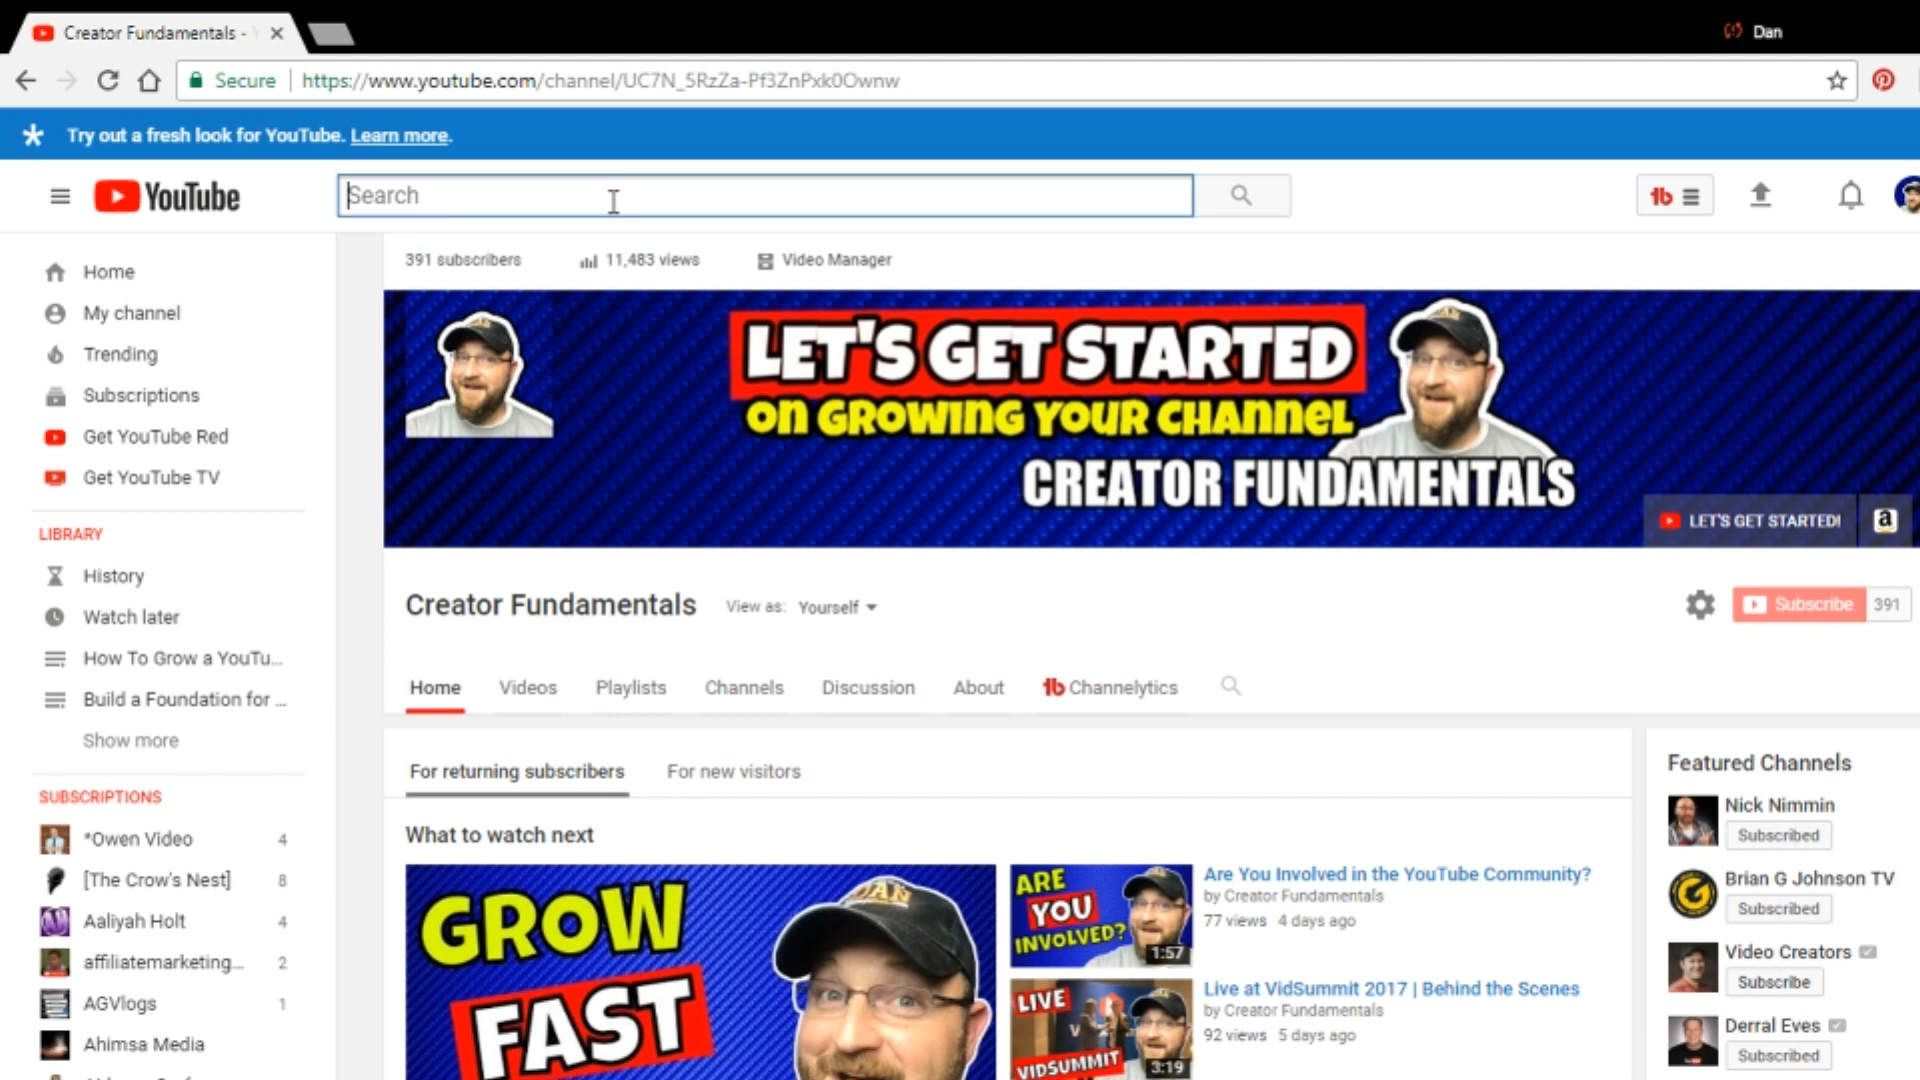 Creator Fundamentals -
Dan
Secure
https://www.youtube.com/channel/UC7N_5RzZa-Pf3ZnPxk0Ownw
Try out a fresh look for YouTube. Learn more.
YouTube
Search
tb
391 subscribers
11,483 views
Video Manager
LET'S GET STARTED
on GROWING YOUR CHANNEL
CREATOR FUNDAMENTALS
LET'S GET STARTED!
a
Home
My channel
Trending
Subscriptions
Get YouTube Red
Get YouTube TV
LIBRARY
History
Watch later
How To Grow a YouTu...
Build a Foundation for ...
Show more
SUBSCRIPTIONS
*Owen Video 4
[The Crow's Nest] 8
Aaliyah Holt 4
affiliatemarketing... 2
AGVlogs 1
Ahimsa Media
Creator Fundamentals
View as: Yourself
Subscribe 391
Home Videos Playlists Channels Discussion About tb Channelytics
For returning subscribers
For new visitors
What to watch next
GROW
FAST
DAN
ARE
YOU
INVOLVED?
1:57
Are You Involved in the YouTube Community?
by Creator Fundamentals
77 views 4 days ago
LIVE
VIDSUMMIT
3:19
Live at VidSummit 2017 | Behind the Scenes
by Creator Fundamentals
92 views 5 days ago
Featured Channels
Nick Nimmin
Subscribed
Brian G Johnson TV
Subscribed
Video Creators
Subscribe
Derral Eves
Subscribed